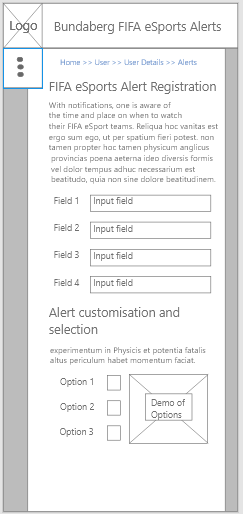 Logo
Bundaberg FIFA eSports Alerts
Home >> User >> User Details >> Alerts
FIFA eSports Alert Registration
With notifications, one is aware of
the time and place on when to watch
their FIFA eSport teams. Reliqua hoc vanitas est
ergo sum ego, ut per spatium fieri potest. non
tamen propter hoc tamen physicum anglicus
provincias poena aeterna ideo diversis formis
vel dolor tempus adhuc necessarium est
beatitudo, quia non sine dolore beatitudinem.
Field 1 Input field
Field 2 Input field
Field 3 Input field
Field 4 Input field
Alert customisation and
selection
experimentum in Physicis et potentia fatalis
altus periculum habet momentum faciat.
Option 1
Option 2
Option 3
Demo of
Options